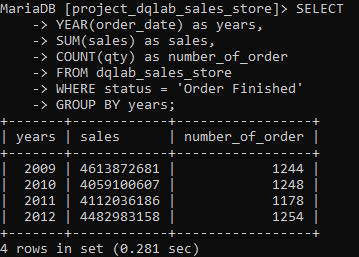 MariaDB [project_dqlab_sales_store]> SELECT
    -> YEAR(order_date) as years,
    -> SUM(sales) as sales,
    -> COUNT(qty) as number_of_order
    -> FROM dqlab_sales_store
    -> WHERE status = 'Order Finished'
    -> GROUP BY years;
+-------+------------+-----------------+
| years | sales      | number_of_order |
+-------+------------+-----------------+
|  2009 | 4613872681 |            1244 |
|  2010 | 4059100607 |            1248 |
|  2011 | 4112036186 |            1178 |
|  2012 | 4482983158 |            1254 |
+-------+------------+-----------------+
4 rows in set (0.281 sec)